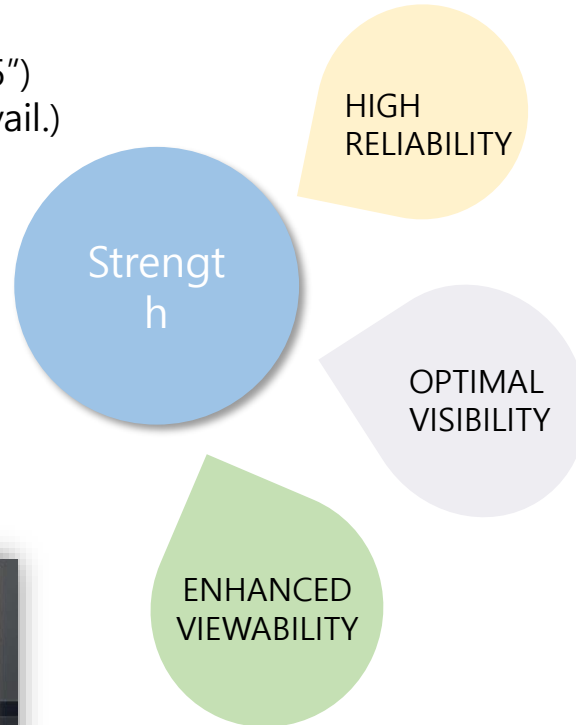 5”)
vail.)
HIGH
RELIABILITY
Strengt
h
OPTIMAL
VISIBILITY
ENHANCED
VIEWABILITY